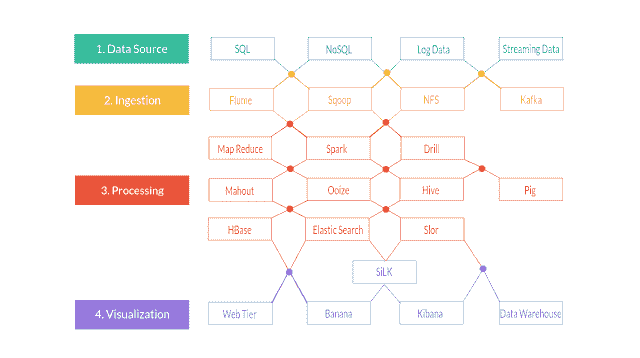 1. Data Source
SQL
NoSQL
Log Data
Streaming Data
2. Ingestion
Flume
Sqoop
NFS
Kafka
Map Reduce
Spark
Drill
3. Processing
Mahout
Ooize
Hive
Pig
HBase
Elastic Search
Slor
SiLK
4. Visualization
Web Tier
Banana
Kibana
Data Warehouse